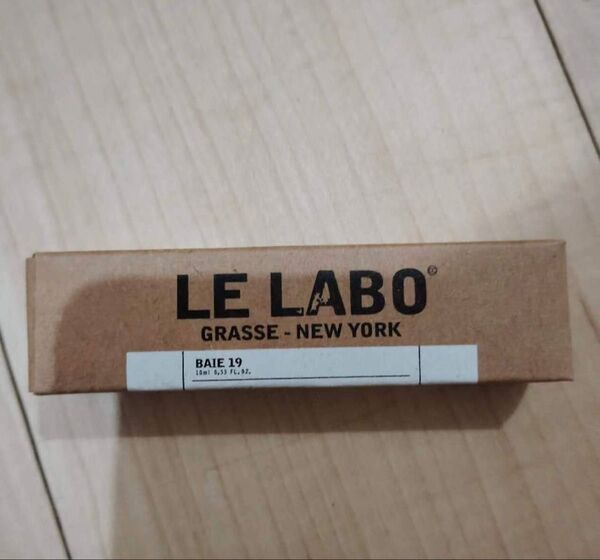 LE LABO®
GRASSE - NEW YORK
BAIE 19